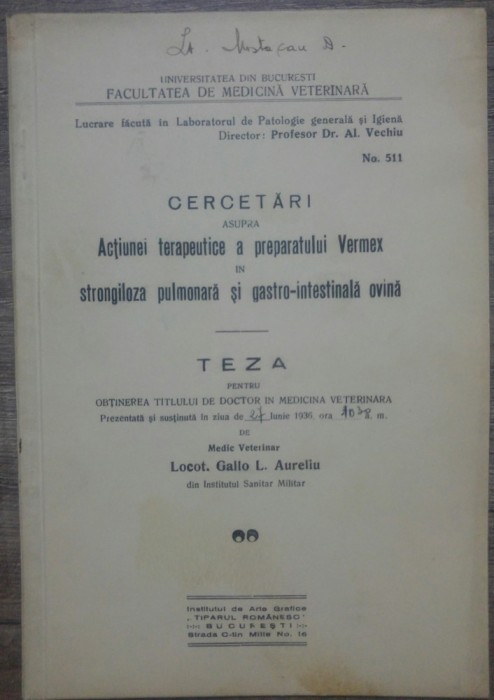 Lt. Mostaçau D.
UNIVERSITATEA DIN BUCUREȘTI
FACULTATEA DE MEDICINĂ VETERINARĂ
Lucrare făcută în Laboratorul de Patologie generală și Igienă
Director: Profesor Dr. Al. Vechiu
No. 511
CERCETĂRI
ASUPRA
Acțiunei terapeutice a preparatului Vermex
IN
strongiloza pulmonară și gastro-intestinală ovină
TEZA
PENTRU
OBȚINEREA TITLULUI DE DOCTOR IN MEDICINA VETERINARA
Prezentată și susținută în ziua de 27 Iunie 1936, ora m.
DE
Medic Veterinar
Locot. Gallo L. Aureliu
din Institutul Sanitar Militar
Institutul de Arte Grafice
„TIPARUL ROMÂNESC"
BUCUREȘTI
Strada C-tin Mille No. 16